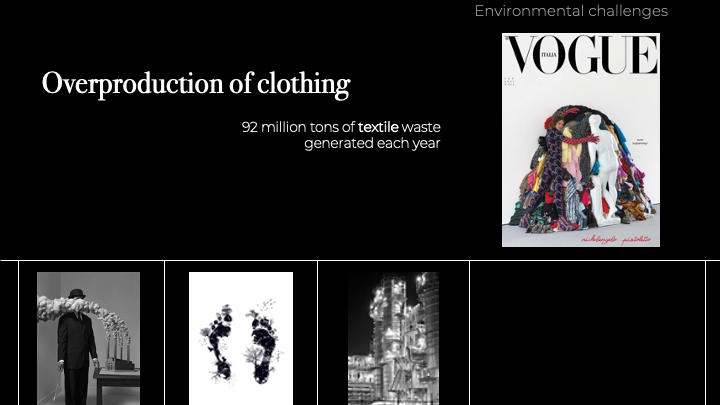 Environmental challenges
VOGUE
ITALIA
Overproduction of clothing
92 million tons of textile waste
generated each year
michelangelo pistoletto